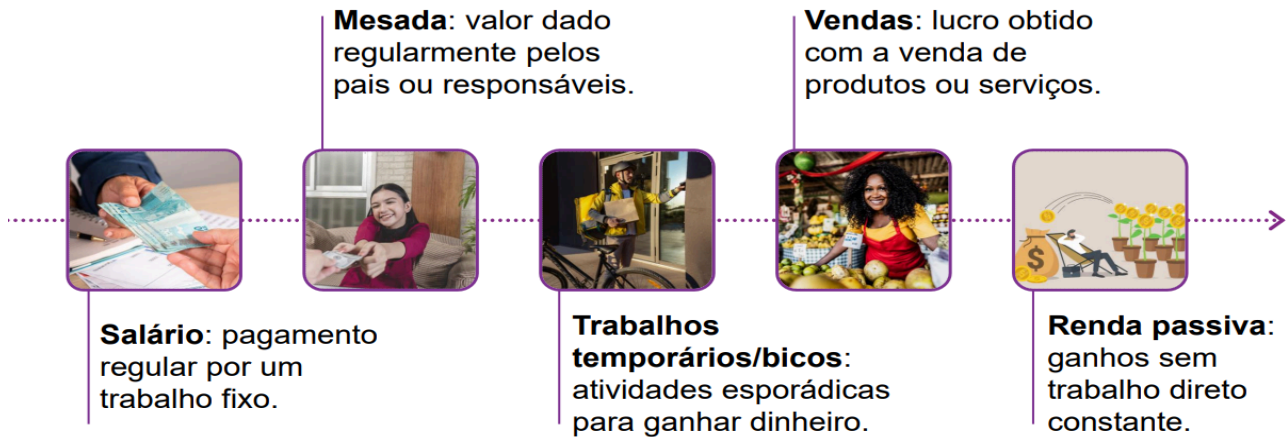 Mesada: valor dado
regularmente pelos
pais ou responsáveis.
Vendas: lucro obtido
com a venda de
produtos ou serviços.
Salário: pagamento
regular por um
trabalho fixo.
Trabalhos
temporários/bicos:
atividades esporádicas
para ganhar dinheiro.
Renda passiva:
ganhos sem
trabalho direto
constante.
$